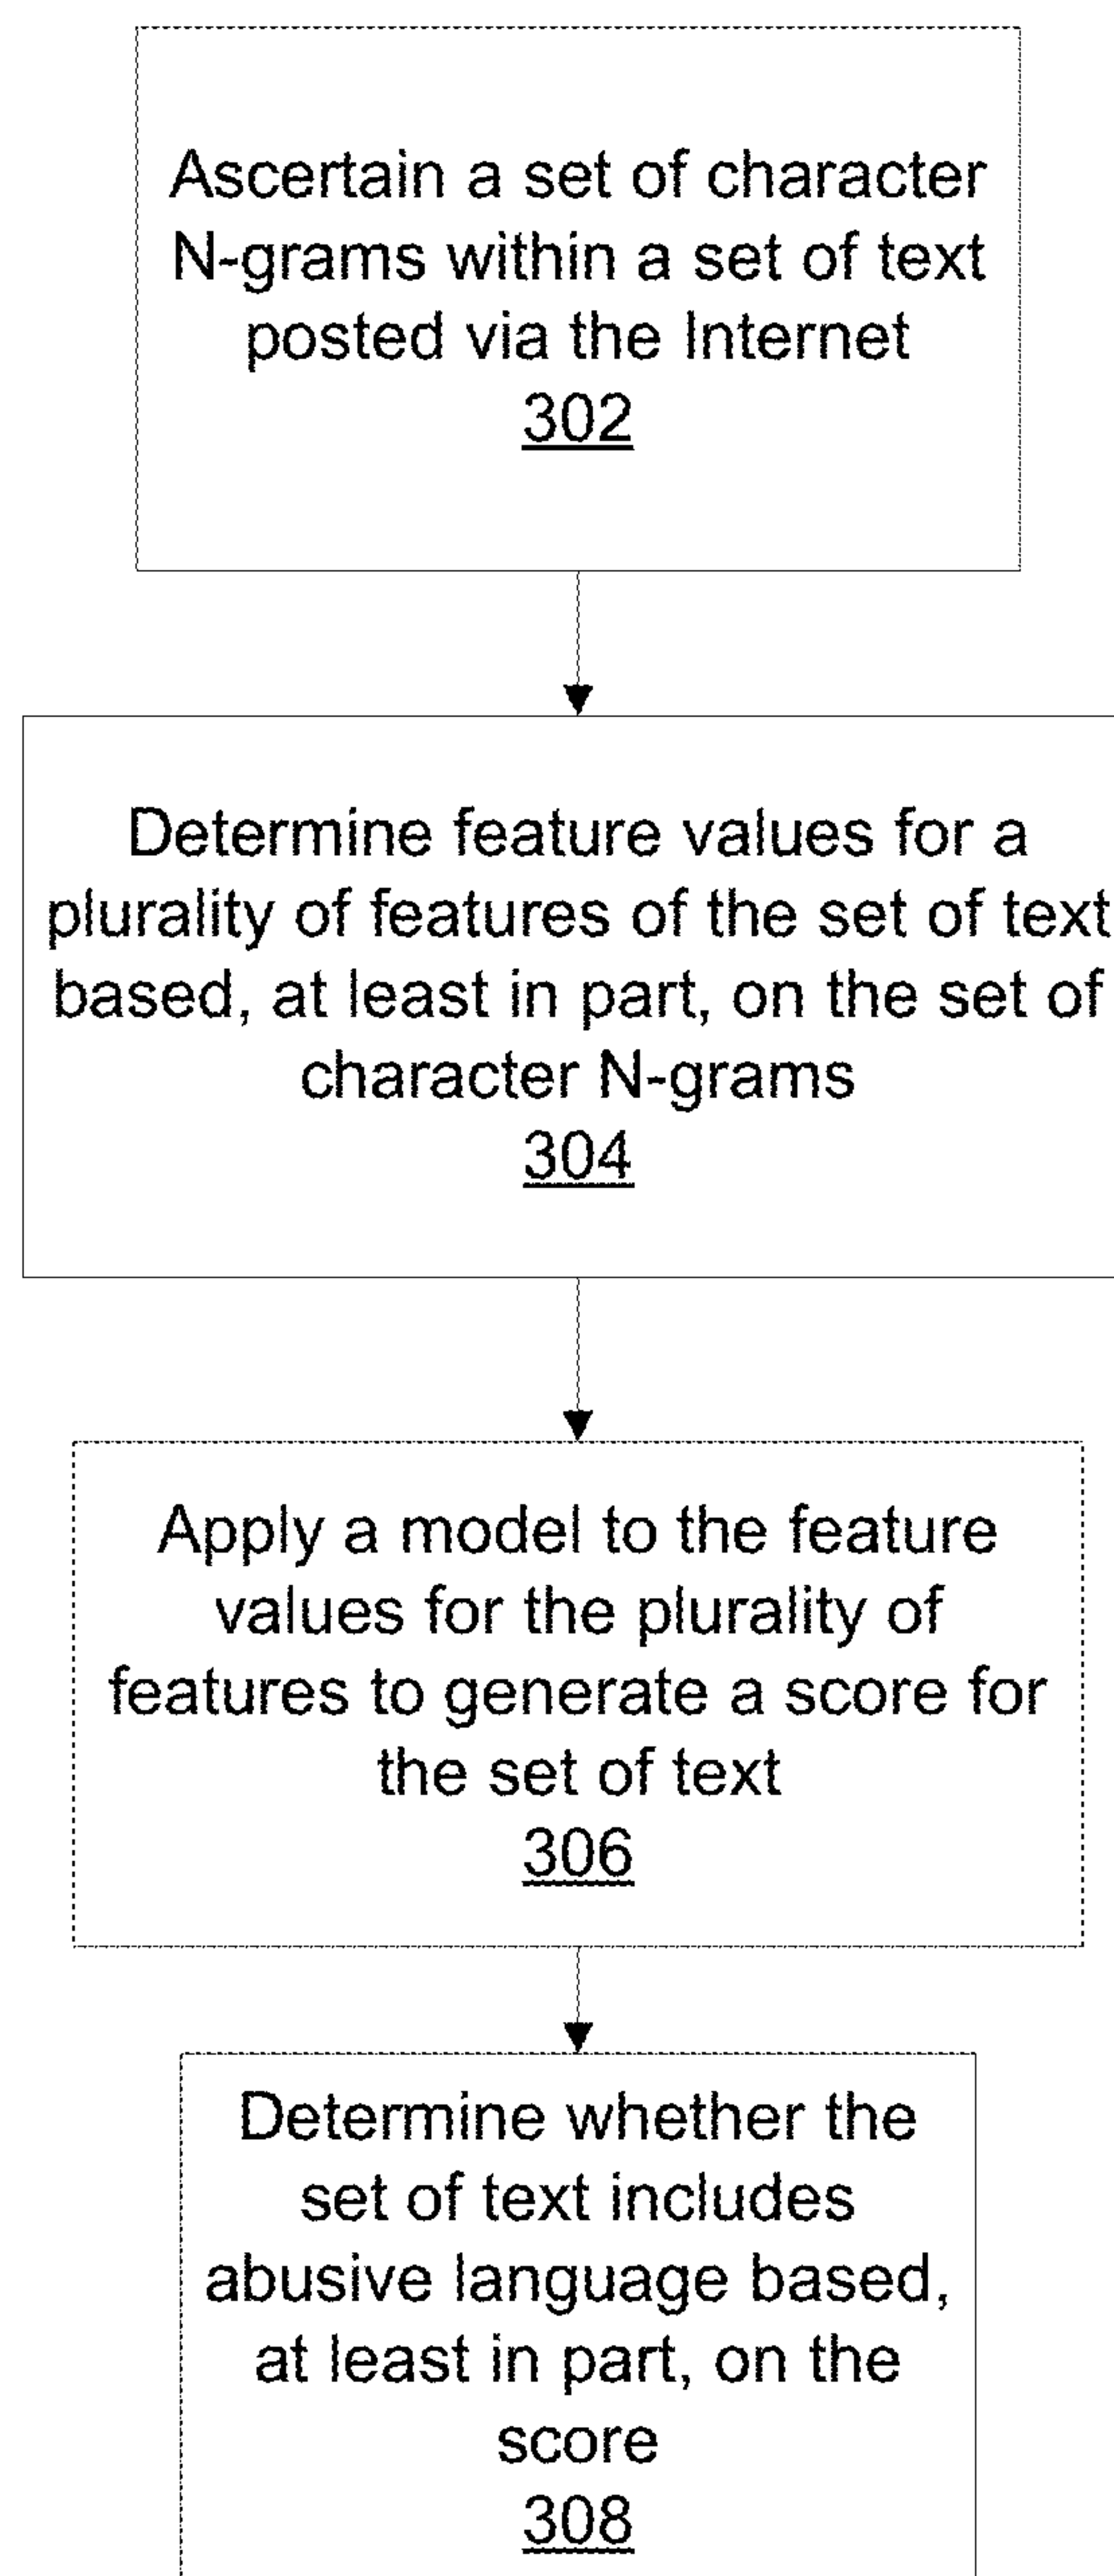 Ascertain a set of character
N-grams within a set of text
posted via the Internet
302
Determine feature values for a
plurality of features of the set of text
based, at least in part, on the set of
character N-grams
304
Apply a model to the feature
values for the plurality of
features to generate a score for
the set of text
306
Determine whether the
set of text includes
abusive language based,
at least in part, on the
score
308